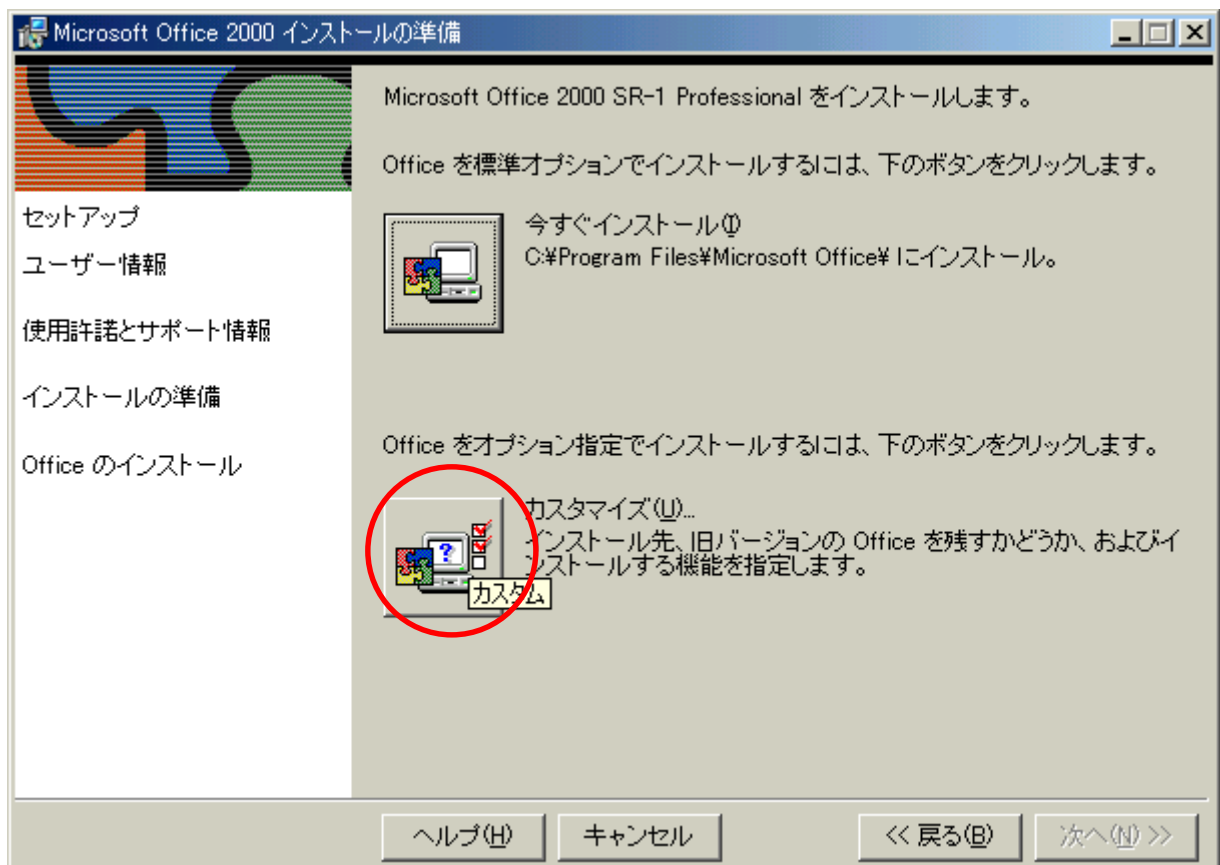 Microsoft Office 2000 インストールの準備
Microsoft Office 2000 SR-1 Professional をインストールします。
Office を標準オプションでインストールするには、下のボタンをクリックします。
セットアップ
ユーザー情報
使用許諾とサポート情報
インストールの準備
Office のインストール
今すぐインストール(I)
C:¥Program Files¥Microsoft Office¥ にインストール。
Office をオプション指定でインストールするには、下のボタンをクリックします。
カスタマイズ(U)...
インストール先、旧バージョンの Office を残すかどうか、およびイ
ンストールする機能を指定します。
カスタム
ヘルプ(H)
キャンセル
<< 戻る(B)
次へ(N) >>